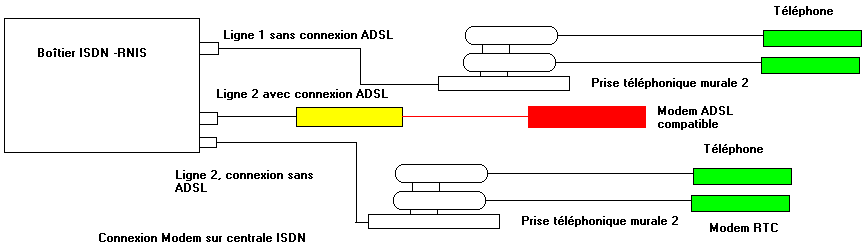 Téléphone
Ligne 1 sans connexion ADSL
Boîtier ISDN -RNIS
Prise téléphonique murale 2
Ligne 2 avec connexion ADSL
Modem ADSL
compatible
Téléphone
Ligne 2, connexion sans
ADSL
Prise téléphonique murale 2
Modem RTC
Connexion Modem sur centrale ISDN